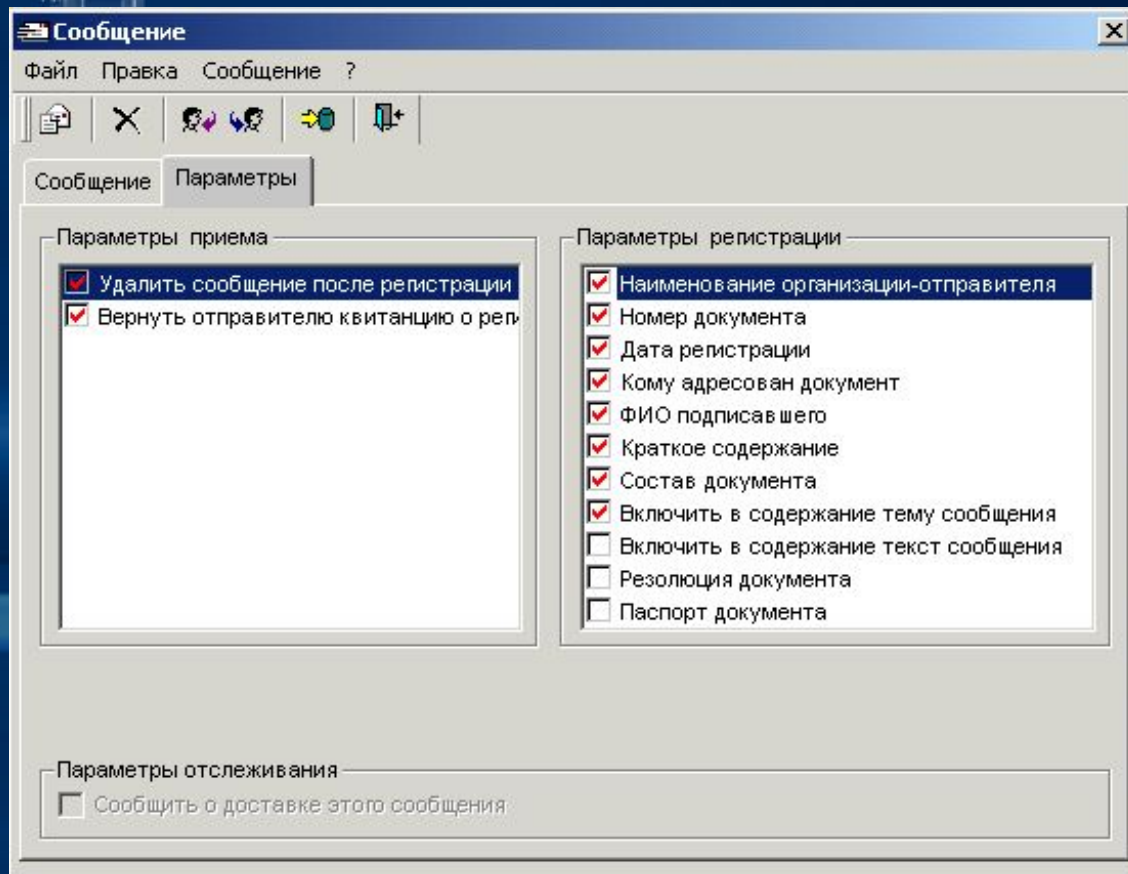 Сообщение
Файл Правка Сообщение ?
Сообщение Параметры
Параметры приема
Удалить сообщение после регистрации
Вернуть отправителю квитанцию о реги
Параметры регистрации
Наименование организации-отправителя
Номер документа
Дата регистрации
Кому адресован документ
ФИО подписавшего
Краткое содержание
Состав документа
Включить в содержание тему сообщения
Включить в содержание текст сообщения
Резолюция документа
Паспорт документа
Параметры отслеживания
Сообщить о доставке этого сообщения